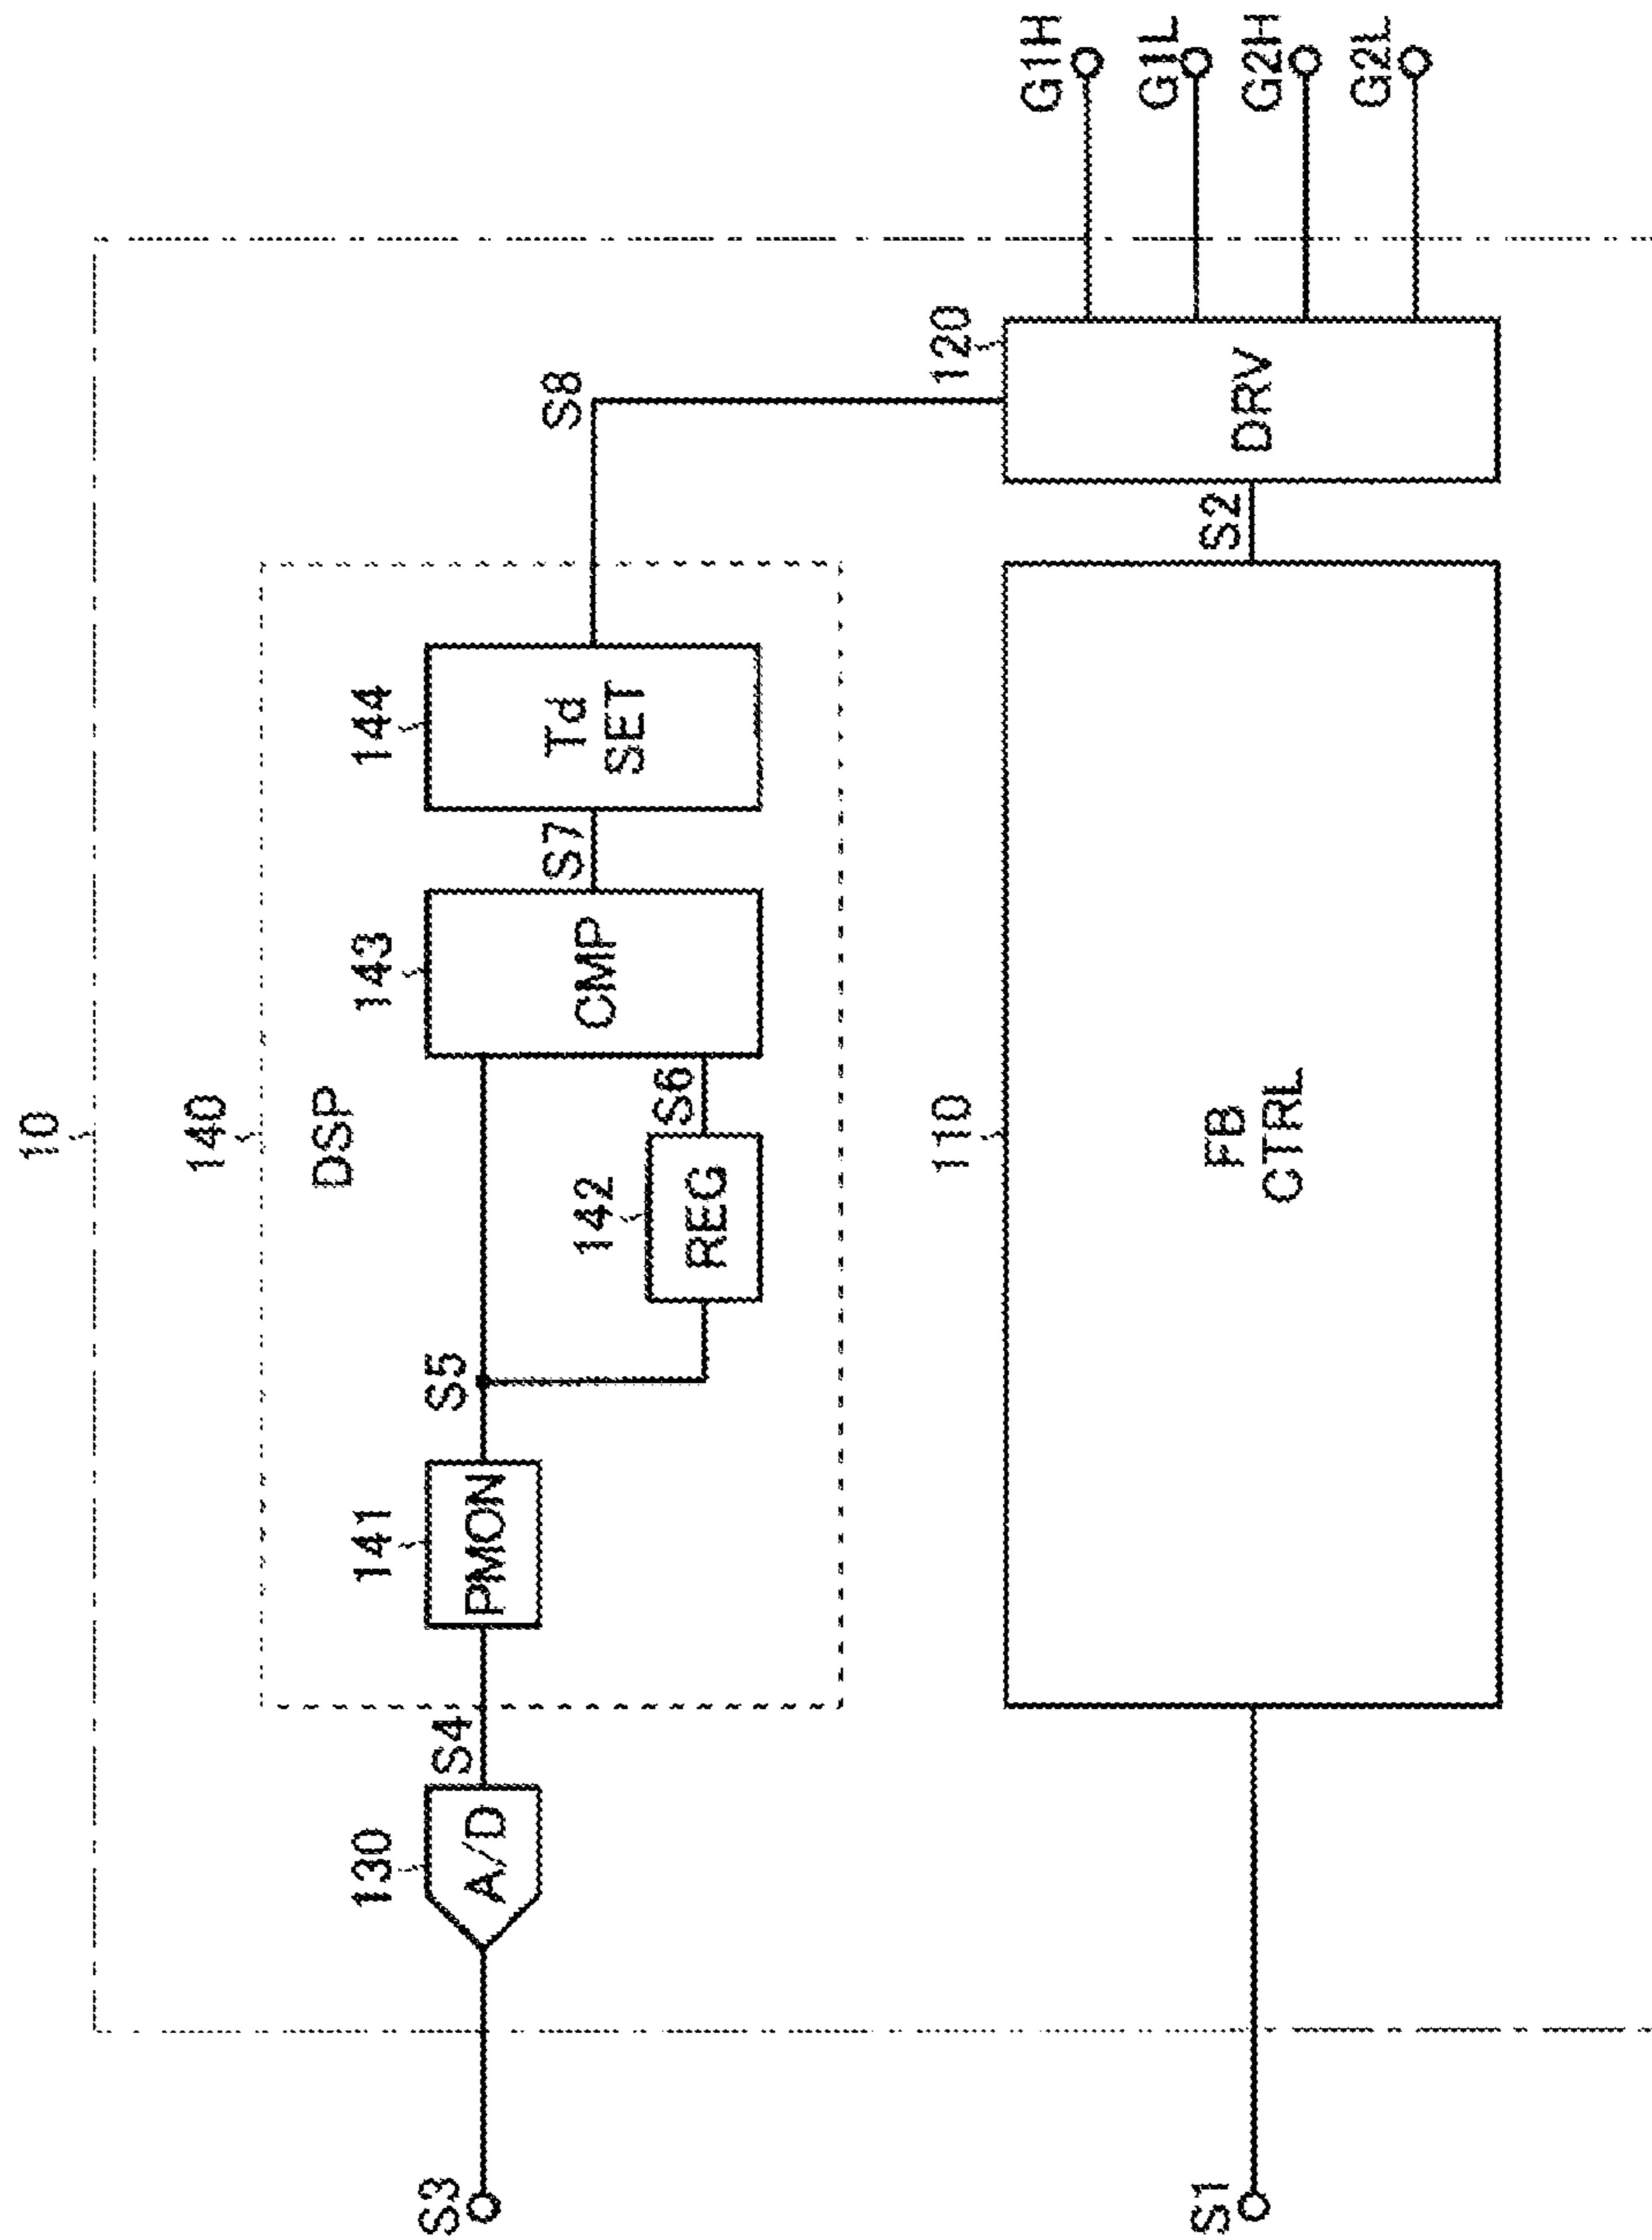 10
140
DSP
S3
130
A/D
S4
141
PMON
S5
142
REG
S6
143
CMP
S7
144
Td
SET
S8
S1
110
FB
CTRL
S2
120
DRV
G1H
G1L
G2H
G2L